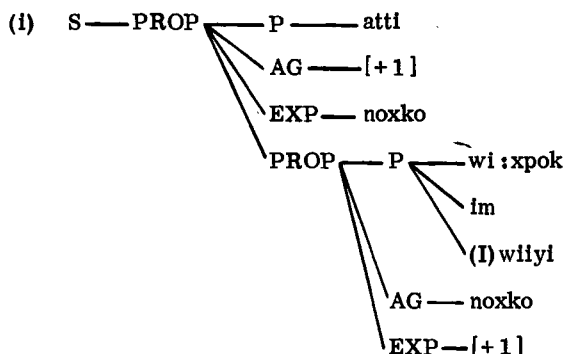 (i) S PROP P atti
AG [+1]
EXP noxko
PROP P wi:xpok
im
(I) wiiyi
AG noxko
EXP [+1]